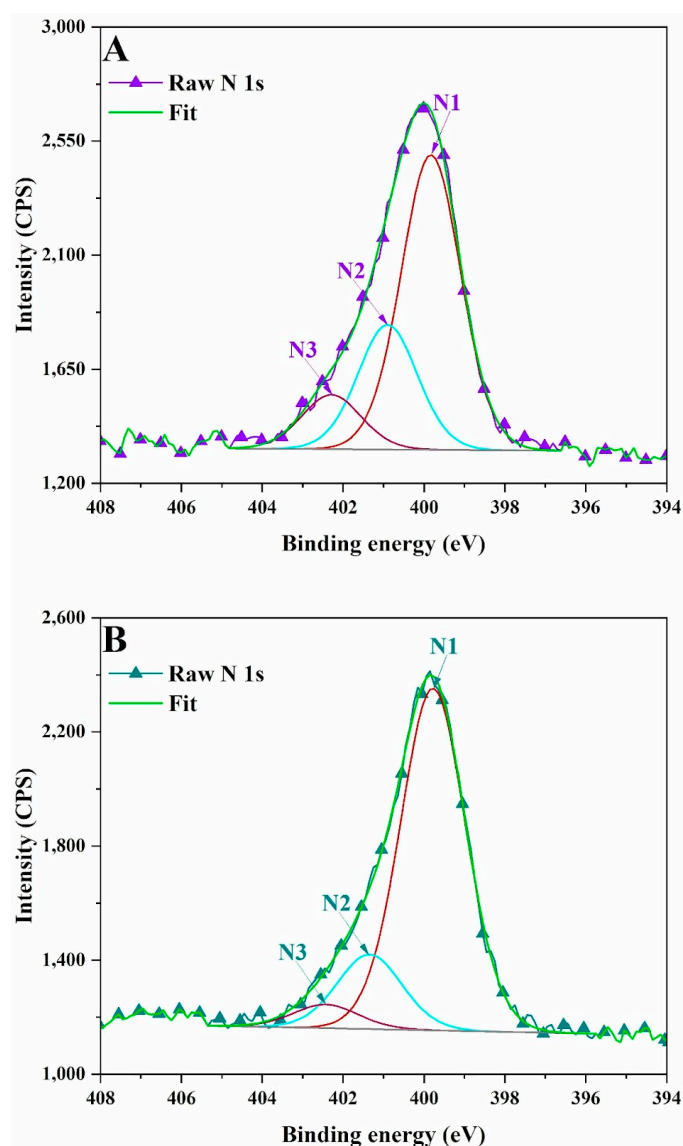 A
3,000
Raw N 1s
Fit
N1
2,550
N2
2,100
N3
1,650
1,200
Intensity (CPS)
408 406 404 402 400 398 396 394
Binding energy (eV)
B
2,600
Raw N 1s
Fit
N1
2,200
1,800
N2
N3
1,400
1,000
Intensity (CPS)
408 406 404 402 400 398 396 394
Binding energy (eV)